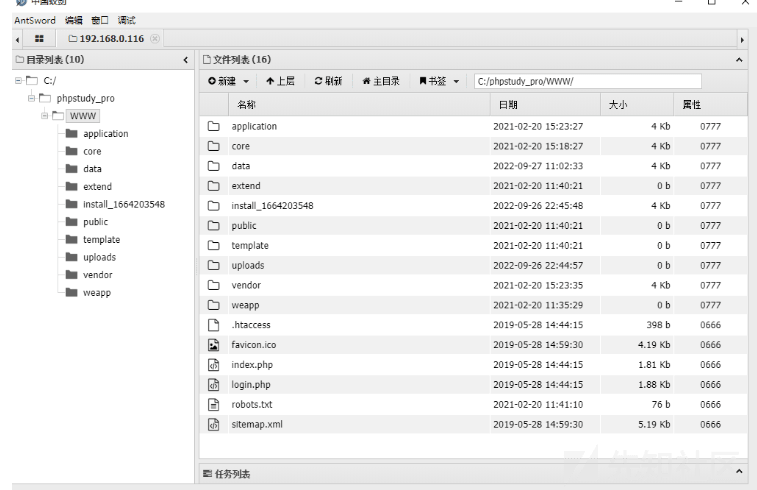 中国蚁剑
AntSword 编辑 窗口 调试
192.168.0.116
目录列表 (10)
C:/
phpstudy_pro
WWW
application
core
data
extend
install_1664203548
public
template
uploads
vendor
weapp
文件列表 (16)
新建 上层 刷新 主目录 书签 C:/phpstudy_pro/WWW/
名称 日期 大小 属性
application 2021-02-20 15:23:27 4 Kb 0777
core 2021-02-20 15:18:27 4 Kb 0777
data 2022-09-27 11:02:33 4 Kb 0777
extend 2021-02-20 11:40:21 0 b 0777
install_1664203548 2022-09-26 22:45:48 4 Kb 0777
public 2021-02-20 11:40:21 0 b 0777
template 2021-02-20 11:40:21 0 b 0777
uploads 2022-09-26 22:44:57 0 b 0777
vendor 2021-02-20 15:23:35 4 Kb 0777
weapp 2021-02-20 11:35:29 0 b 0777
.htaccess 2019-05-28 14:44:15 398 b 0666
favicon.ico 2019-05-28 14:59:30 4.19 Kb 0666
index.php 2019-05-28 14:44:15 1.81 Kb 0666
login.php 2019-05-28 14:44:15 1.88 Kb 0666
robots.txt 2021-02-20 11:41:10 76 b 0666
sitemap.xml 2019-05-28 14:59:30 5.19 Kb 0666
任务列表
先知社区